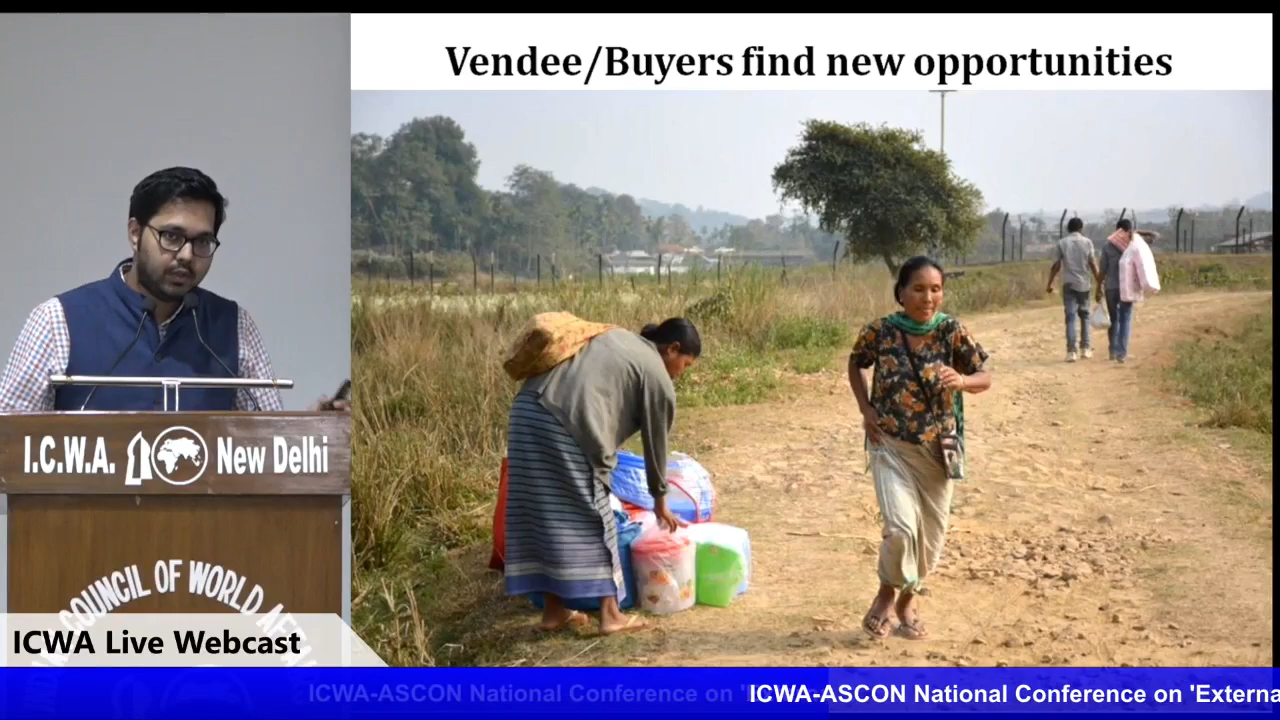 Vendee/Buyers find new opportunities
I.C.W.A. New Delhi
COUNCIL OF WORLD
ICWA Live Webcast
ICWA-ASCON National Conference on '
ICWA-ASCON National Conference on 'Externa